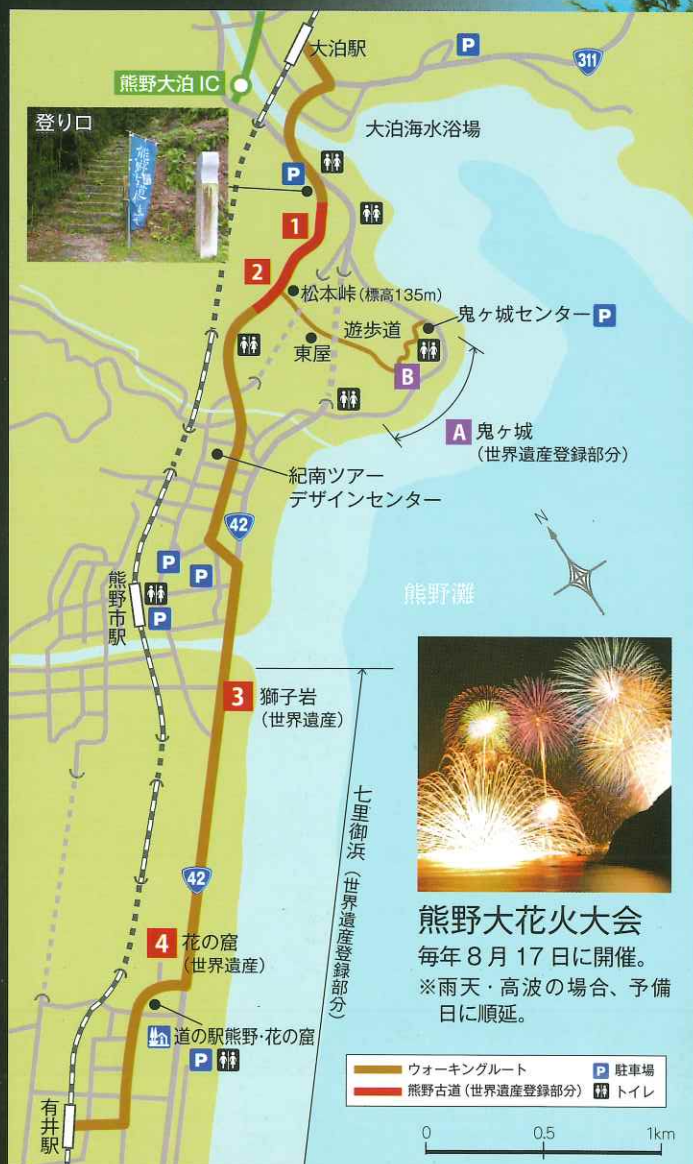 大泊駅
P
311
熊野大泊 IC
登り口
大泊海水浴場
P
1
2
松本峠(標高135m)
鬼ヶ城センター P
遊歩道
東屋
B
A 鬼ヶ城
(世界遺産登録部分)
紀南ツアー
デザインセンター
42
N
P
P
熊野市駅
P
熊野灘
3 獅子岩
(世界遺産)
七里御浜(世界遺産登録部分)
42
熊野大花火大会
毎年8月17日に開催。
※雨天・高波の場合、予備
日に順延。
4 花の窟
(世界遺産)
道の駅熊野・花の窟
P
有井駅
ウォーキングルート
P 駐車場
熊野古道(世界遺産登録部分)
トイレ
0 0.5 1km